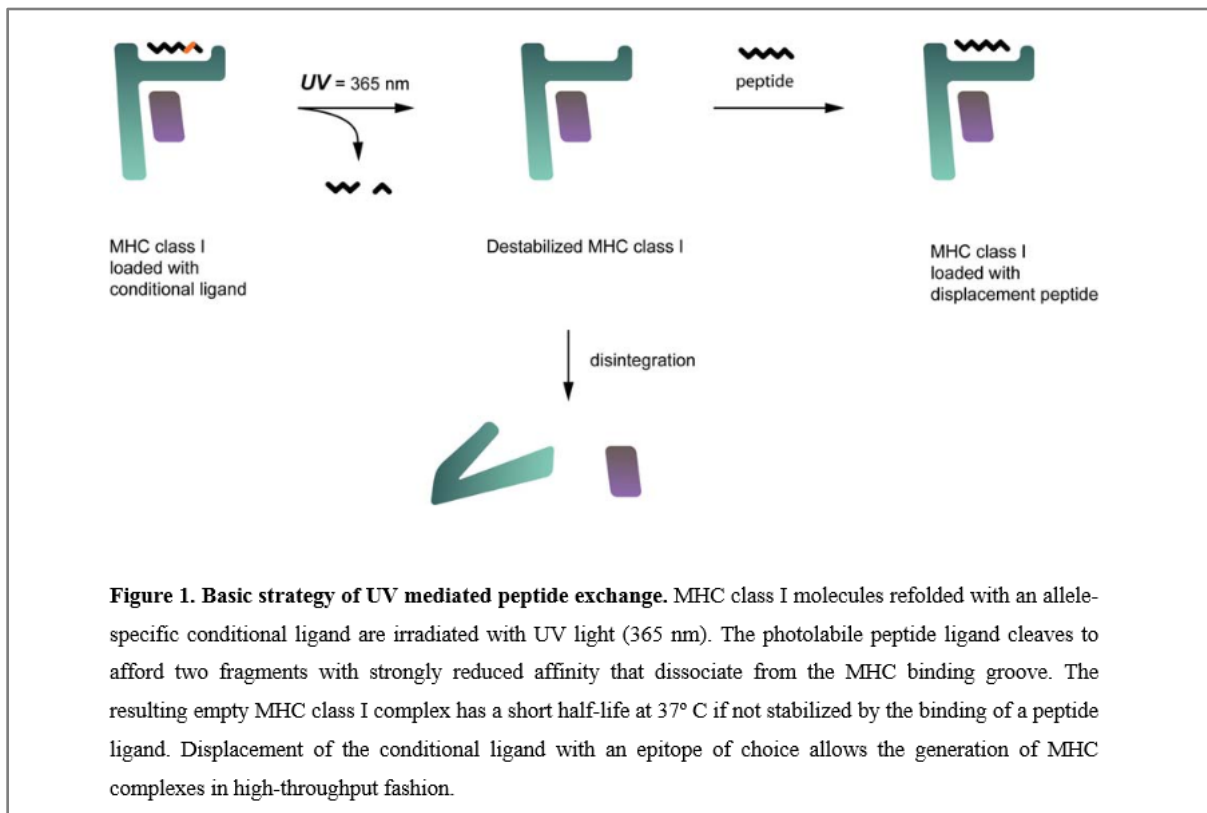 UV = 365 nm
peptide
MHC class I
loaded with
conditional ligand
Destabilized MHC class I
MHC class I
loaded with
displacement peptide
disintegration
Figure 1. Basic strategy of UV mediated peptide exchange. MHC class I molecules refolded with an allele-
specific conditional ligand are irradiated with UV light (365 nm). The photolabile peptide ligand cleaves to
afford two fragments with strongly reduced affinity that dissociate from the MHC binding groove. The
resulting empty MHC class I complex has a short half-life at 37º C if not stabilized by the binding of a peptide
ligand. Displacement of the conditional ligand with an epitope of choice allows the generation of MHC
complexes in high-throughput fashion.